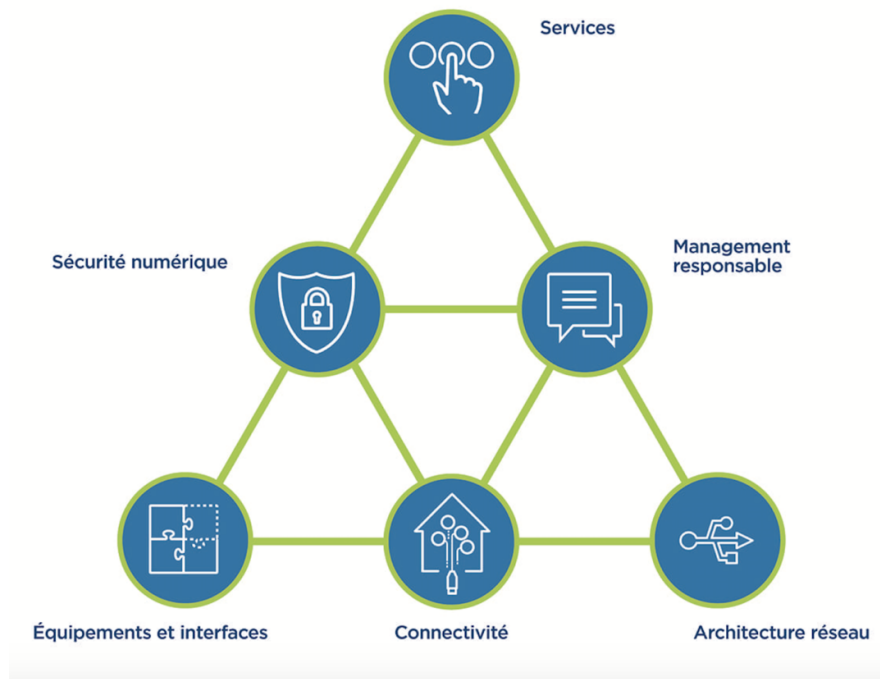 Services
Sécurité numérique
Management
responsable
Équipements et interfaces
Connectivité
Architecture réseau